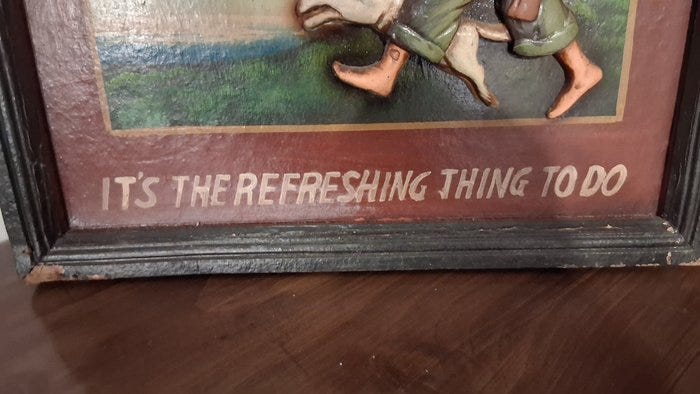 IT'S THE REFRESHING THING TO DO